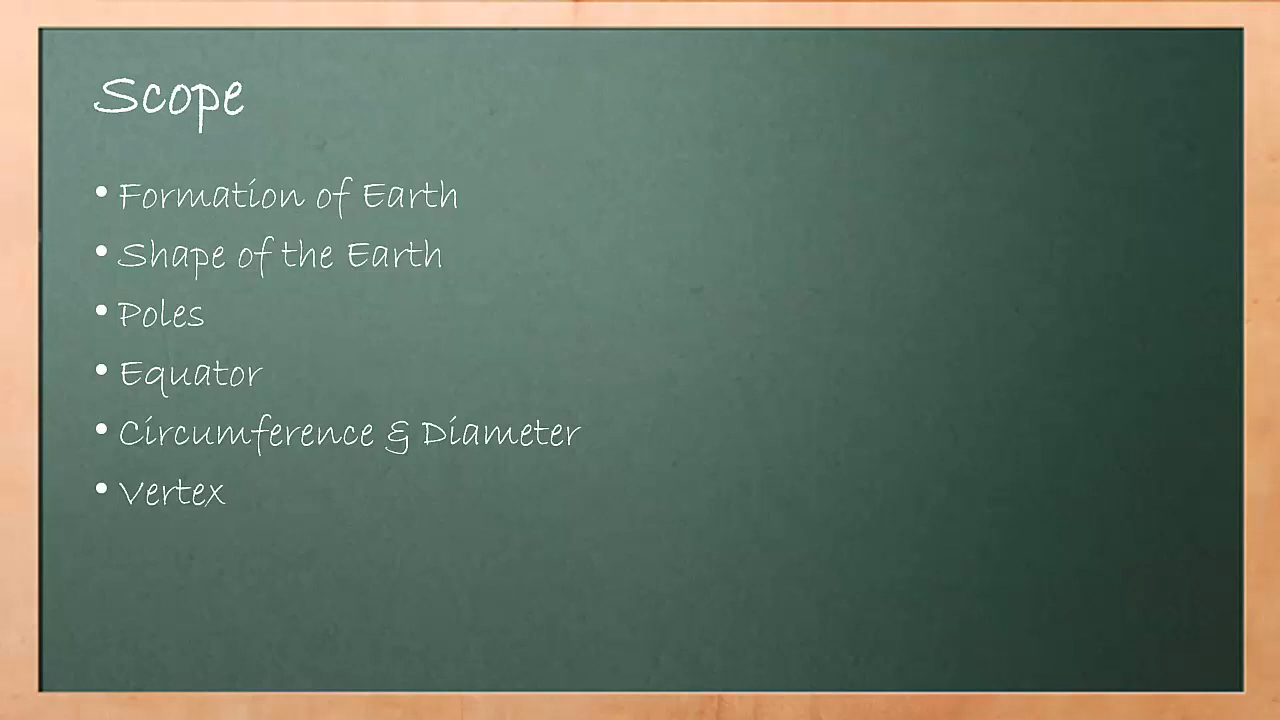 Scope
• Formation of Earth
• Shape of the Earth
• Poles
• Equator
• Circumference & Diameter
• Vertex